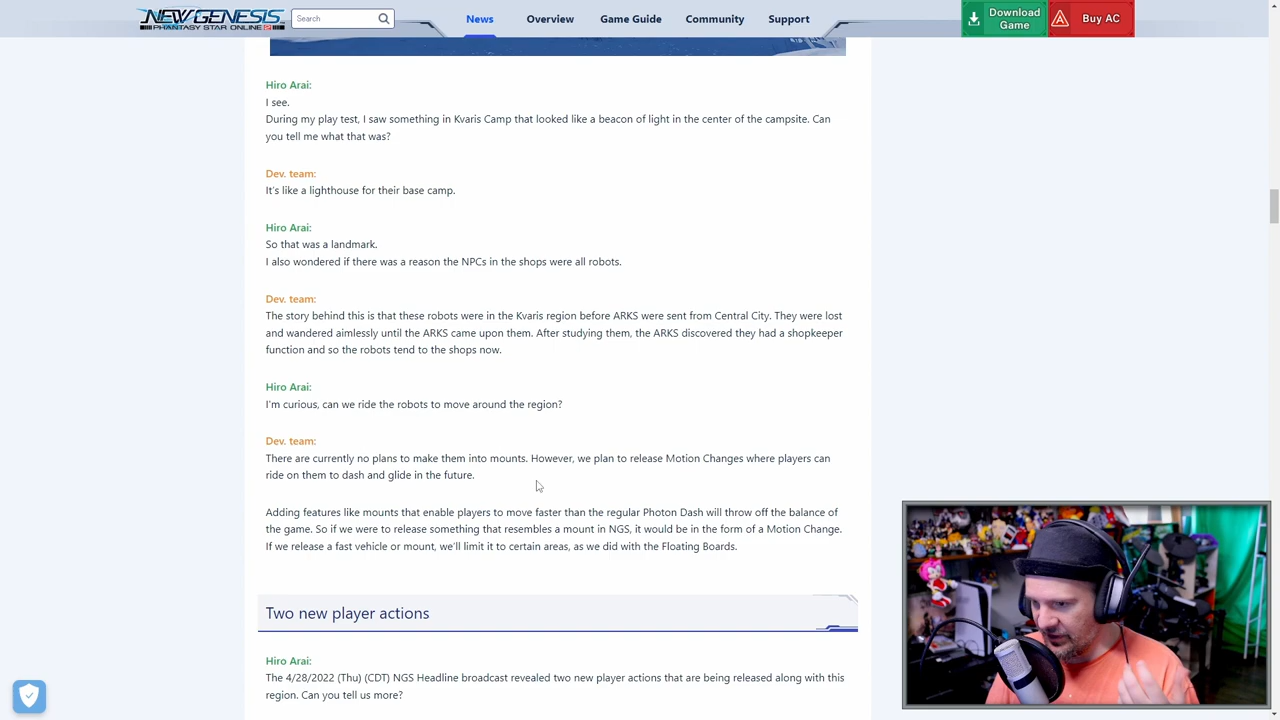 NEW GENESIS
PHANTASY STAR ONLINE 2
Search
News
Overview
Game Guide
Community
Support
Download
Game
Buy AC
Hiro Arai:
I see.
During my play test, I saw something in Kvaris Camp that looked like a beacon of light in the center of the campsite. Can
you tell me what that was?
Dev. team:
It's like a lighthouse for their base camp.
Hiro Arai:
So that was a landmark.
I also wondered if there was a reason the NPCs in the shops were all robots.
Dev. team:
The story behind this is that these robots were in the Kvaris region before ARKS were sent from Central City. They were lost
and wandered aimlessly until the ARKS came upon them. After studying them, the ARKS discovered they had a shopkeeper
function and so the robots tend to the shops now.
Hiro Arai:
I'm curious, can we ride the robots to move around the region?
Dev. team:
There are currently no plans to make them into mounts. However, we plan to release Motion Changes where players can
ride on them to dash and glide in the future.
Adding features like mounts that enable players to move faster than the regular Photon Dash will throw off the balance of
the game. So if we were to release something that resembles a mount in NGS, it would be in the form of a Motion Change.
If we release a fast vehicle or mount, we'll limit it to certain areas, as we did with the Floating Boards.
Two new player actions
Hiro Arai:
The 4/28/2022 (Thu) (CDT) NGS Headline broadcast revealed two new player actions that are being released along with this
region. Can you tell us more?